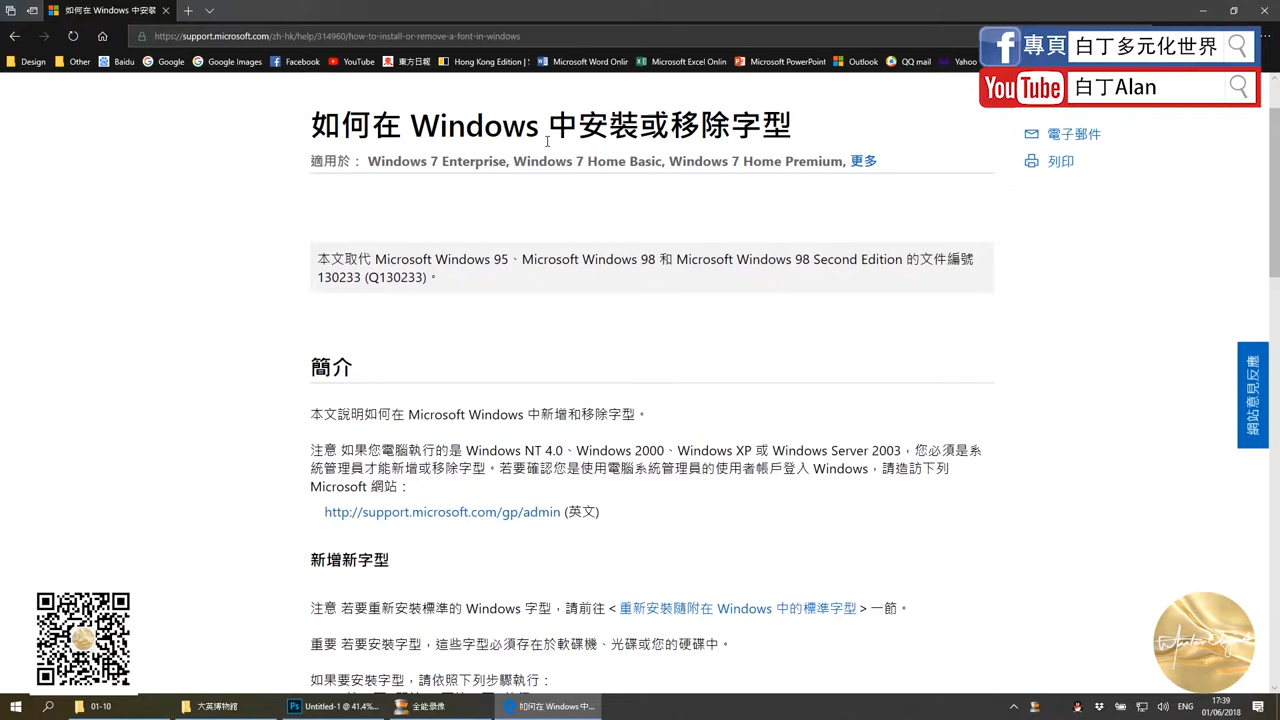 如何在 Windows 中安裝
https://support.microsoft.com/zh-hk/help/314960/how-to-install-or-remove-a-font-in-windows
Design Other Baidu Google Google Images Facebook YouTube YouTube Hong Kong Edition | Microsoft Word Onlin Microsoft Excel Onlin Microsoft PowerPoint Outlook QQ mail Yahoo
f 專頁 白丁多元化世界
YouTube 白丁Alan
如何在 Windows 中安裝或移除字型
適用於： Windows 7 Enterprise, Windows 7 Home Basic, Windows 7 Home Premium, 更多
電子郵件
列印
本文取代 Microsoft Windows 95、Microsoft Windows 98 和 Microsoft Windows 98 Second Edition 的文件編號
130233 (Q130233)。
簡介
本文說明如何在 Microsoft Windows 中新增和移除字型。
注意 如果您電腦執行的是 Windows NT 4.0、Windows 2000、Windows XP 或 Windows Server 2003，您必須是系
統管理員才能新增或移除字型。若要確認您是使用電腦系統管理員的使用者帳戶登入 Windows，請造訪下列
Microsoft 網站：
http://support.microsoft.com/gp/admin (英文)
網站意見反應
新增新字型
注意 若要重新安裝標準的 Windows 字型，請前往＜重新安裝隨附在 Windows 中的標準字型＞一節。
重要 若要安裝字型，這些字型必須存在於軟碟機、光碟或您的硬碟中。
如果要安裝字型，請依照下列步驟執行：
01-10 大英博物館 Untitled-1 @ 41.4%... 全能录像 如何在 Windows 中... 中 17:39
01/06/2018